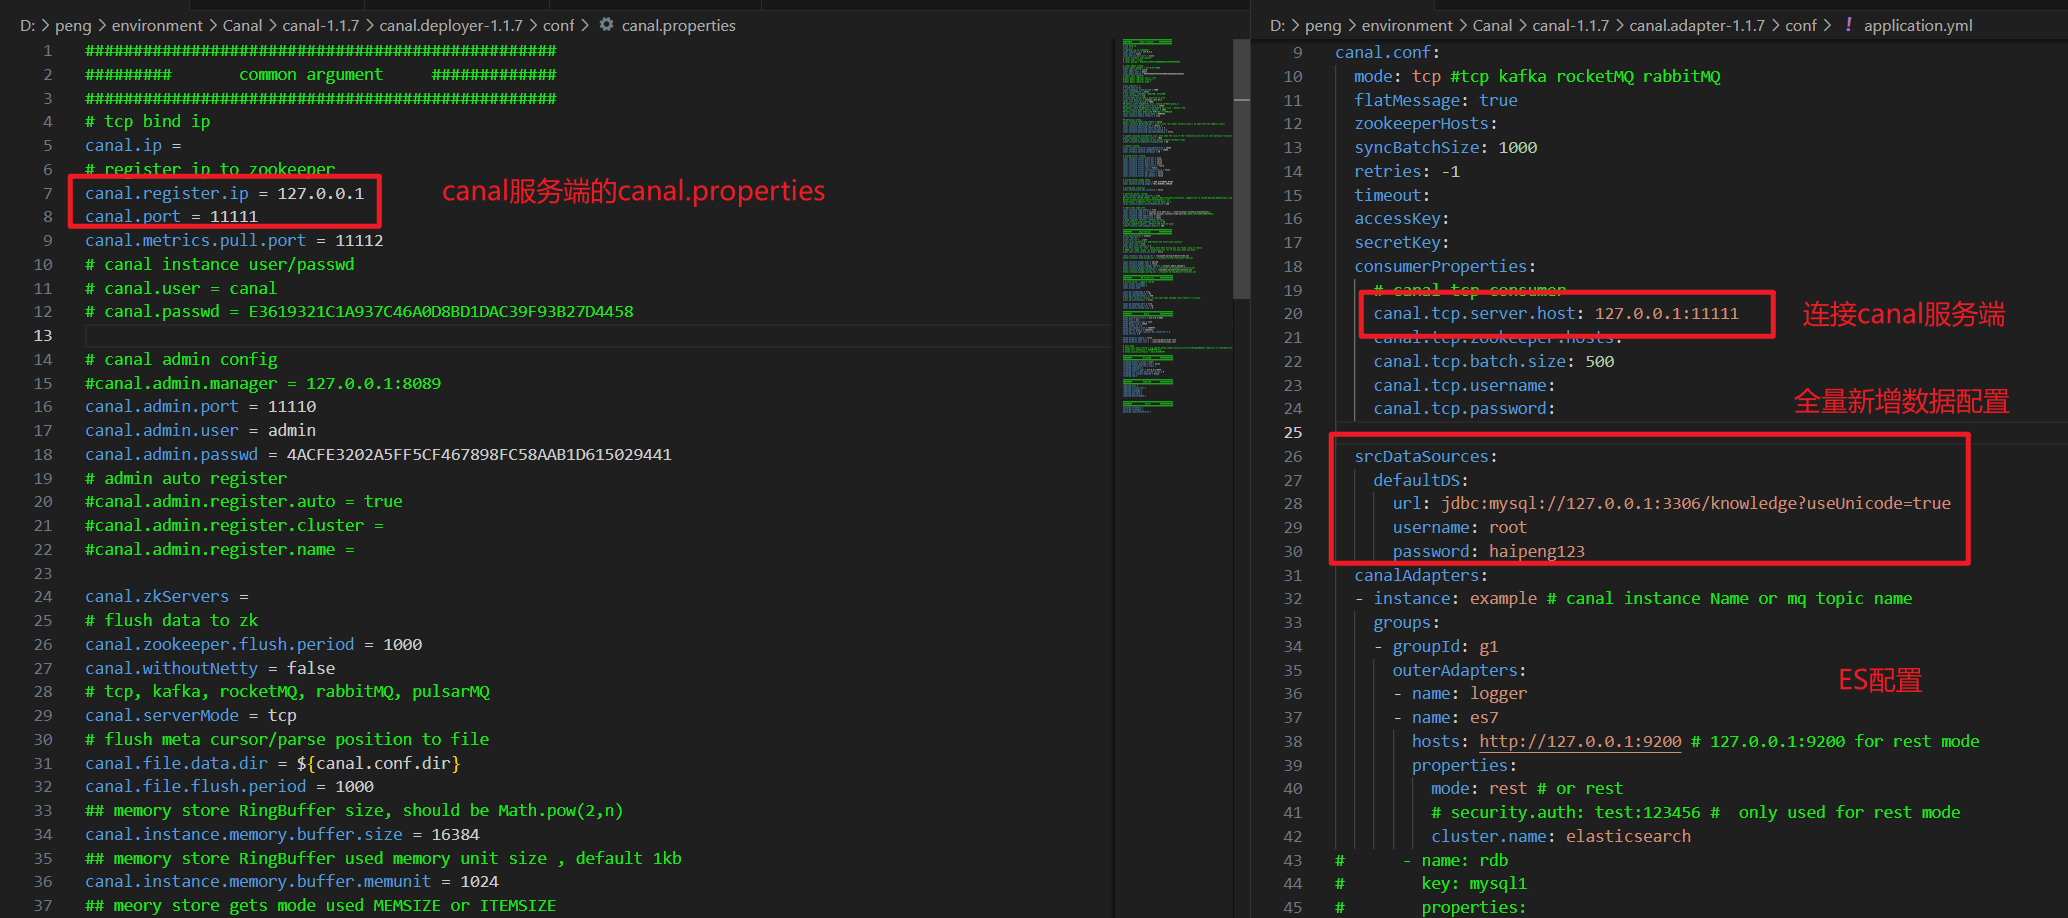 D: > peng > environment > Canal > canal-1.1.7 > canal.deployer-1.1.7 > conf > canal.properties
1 #################################################
2 ######### common argument #############
3 #################################################
4 # tcp bind ip
5 canal.ip =
6 # register ip to zookeeper
7 canal.register.ip = 127.0.0.1
8 canal.port = 11111
canal服务端的canal.properties
9 canal.metrics.pull.port = 11112
10 # canal instance user/passwd
11 # canal.user = canal
12 # canal.passwd = E3619321C1A937C46A0D8BD1DAC39F93B27D4458
13
14 # canal admin config
15 #canal.admin.manager = 127.0.0.1:8089
16 canal.admin.port = 11110
17 canal.admin.user = admin
18 canal.admin.passwd = 4ACFE3202A5FF5CF467898FC58AAB1D615029441
19 # admin auto register
20 #canal.admin.register.auto = true
21 #canal.admin.register.cluster =
22 #canal.admin.register.name =
23
24 canal.zkServers =
25 # flush data to zk
26 canal.zookeeper.flush.period = 1000
27 canal.withoutNetty = false
28 # tcp, kafka, rocketMQ, rabbitMQ, pulsarMQ
29 canal.serverMode = tcp
30 # flush meta cursor/parse position to file
31 canal.file.data.dir = ${canal.conf.dir}
32 canal.file.flush.period = 1000
33 ## memory store RingBuffer size, should be Math.pow(2,n)
34 canal.instance.memory.buffer.size = 16384
35 ## memory store RingBuffer used memory unit size , default 1kb
36 canal.instance.memory.buffer.memunit = 1024
37 ## meory store gets mode used MEMSIZE or ITEMSIZE
D: > peng > environment > Canal > canal-1.1.7 > canal.adapter-1.1.7 > conf > ! application.yml
9 canal.conf:
10 mode: tcp #tcp kafka rocketMQ rabbitMQ
11 flatMessage: true
12 zookeeperHosts:
13 syncBatchSize: 1000
14 retries: -1
15 timeout:
16 accessKey:
17 secretKey:
18 consumerProperties:
19 # canal tcp consumer
20 canal.tcp.server.host: 127.0.0.1:11111
连接canal服务端
21 canal.tcp.zookeeper.hosts:
22 canal.tcp.batch.size: 500
23 canal.tcp.username:
24 canal.tcp.password:
全量新增数据配置
25
26 srcDataSources:
27 defaultDS:
28 url: jdbc:mysql://127.0.0.1:3306/knowledge?useUnicode=true
29 username: root
30 password: haipeng123
31 canalAdapters:
32 - instance: example # canal instance Name or mq topic name
33 groups:
34 - groupId: g1
35 outerAdapters:
ES配置
36 - name: logger
37 - name: es7
38 hosts: http://127.0.0.1:9200 # 127.0.0.1:9200 for rest mode
39 properties:
40 mode: rest # or rest
41 # security.auth: test:123456 # only used for rest mode
42 cluster.name: elasticsearch
43 # - name: rdb
44 # key: mysql1
45 # properties: